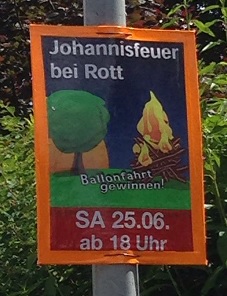 Johannisfeuer
bei Rott
Ballonfahrt
gewinnen!
SA 25.06.
ab 18 Uhr